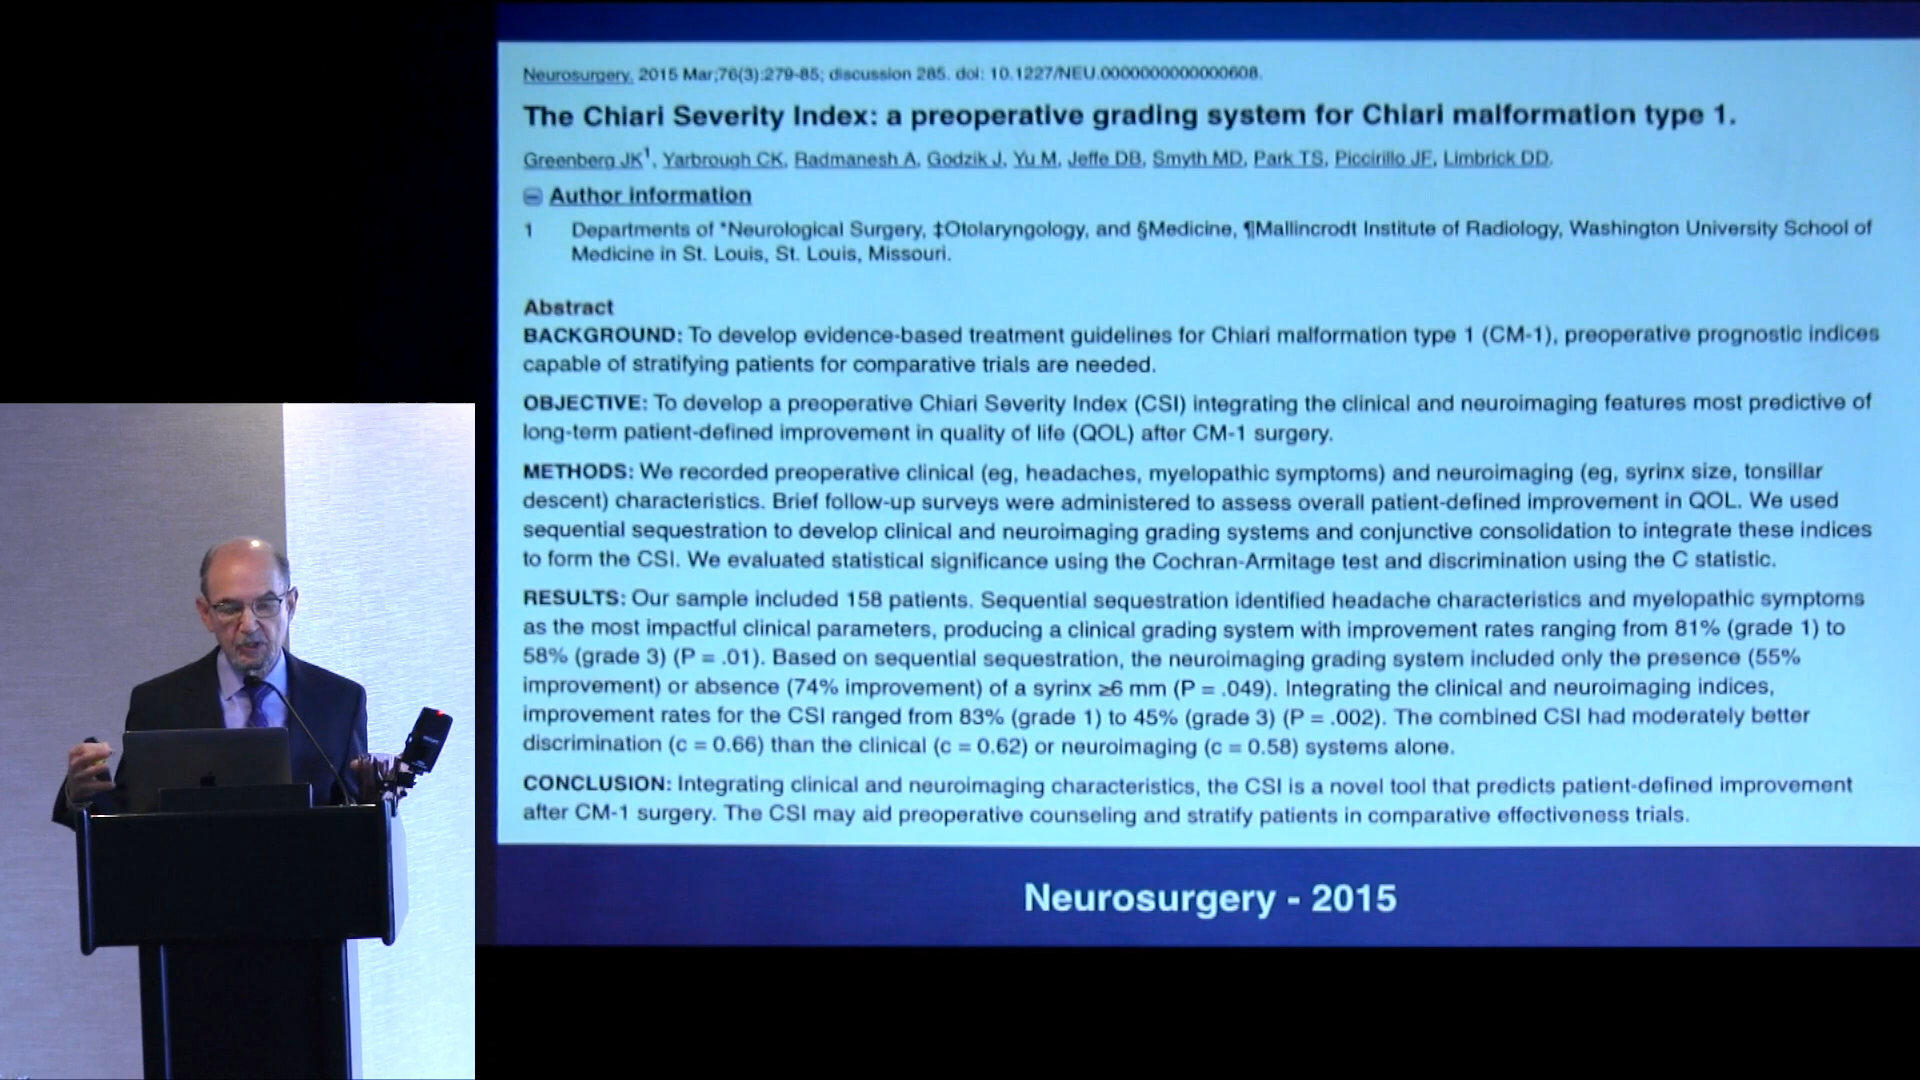 Neurosurgery. 2015 Mar;76(3):279-85; discussion 285. doi: 10.1227/NEU.0000000000000608.
The Chiari Severity Index: a preoperative grading system for Chiari malformation type 1.
Greenberg JK1, Yarbrough CK, Radmanesh A, Godzik J, Yu M, Jeffe DB, Smyth MD, Park TS, Piccirillo JF, Limbrick DD.
Author information
1 Departments of *Neurological Surgery, ‡Otolaryngology, and §Medicine, ¶Mallincrodt Institute of Radiology, Washington University School of
Medicine in St. Louis, St. Louis, Missouri.
Abstract
BACKGROUND: To develop evidence-based treatment guidelines for Chiari malformation type 1 (CM-1), preoperative prognostic indices
capable of stratifying patients for comparative trials are needed.
OBJECTIVE: To develop a preoperative Chiari Severity Index (CSI) integrating the clinical and neuroimaging features most predictive of
long-term patient-defined improvement in quality of life (QOL) after CM-1 surgery.
METHODS: We recorded preoperative clinical (eg, headaches, myelopathic symptoms) and neuroimaging (eg, syrinx size, tonsillar
descent) characteristics. Brief follow-up surveys were administered to assess overall patient-defined improvement in QOL. We used
sequential sequestration to develop clinical and neuroimaging grading systems and conjunctive consolidation to integrate these indices
to form the CSI. We evaluated statistical significance using the Cochran-Armitage test and discrimination using the C statistic.
RESULTS: Our sample included 158 patients. Sequential sequestration identified headache characteristics and myelopathic symptoms
as the most impactful clinical parameters, producing a clinical grading system with improvement rates ranging from 81% (grade 1) to
58% (grade 3) (P = .01). Based on sequential sequestration, the neuroimaging grading system included only the presence (55%
improvement) or absence (74% improvement) of a syrinx ≥6 mm (P = .049). Integrating the clinical and neuroimaging indices,
improvement rates for the CSI ranged from 83% (grade 1) to 45% (grade 3) (P = .002). The combined CSI had moderately better
discrimination (c = 0.66) than the clinical (c = 0.62) or neuroimaging (c = 0.58) systems alone.
CONCLUSION: Integrating clinical and neuroimaging characteristics, the CSI is a novel tool that predicts patient-defined improvement
after CM-1 surgery. The CSI may aid preoperative counseling and stratify patients in comparative effectiveness trials.
Neurosurgery - 2015